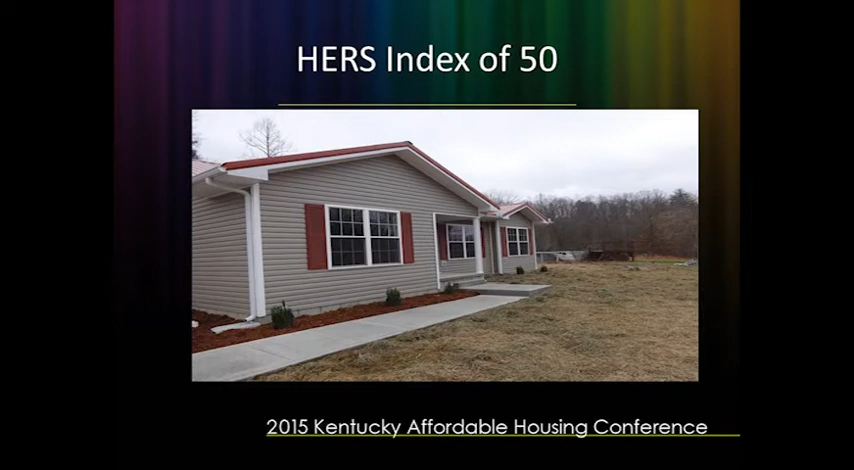 HERS Index of 50
2015 Kentucky Affordable Housing Conference